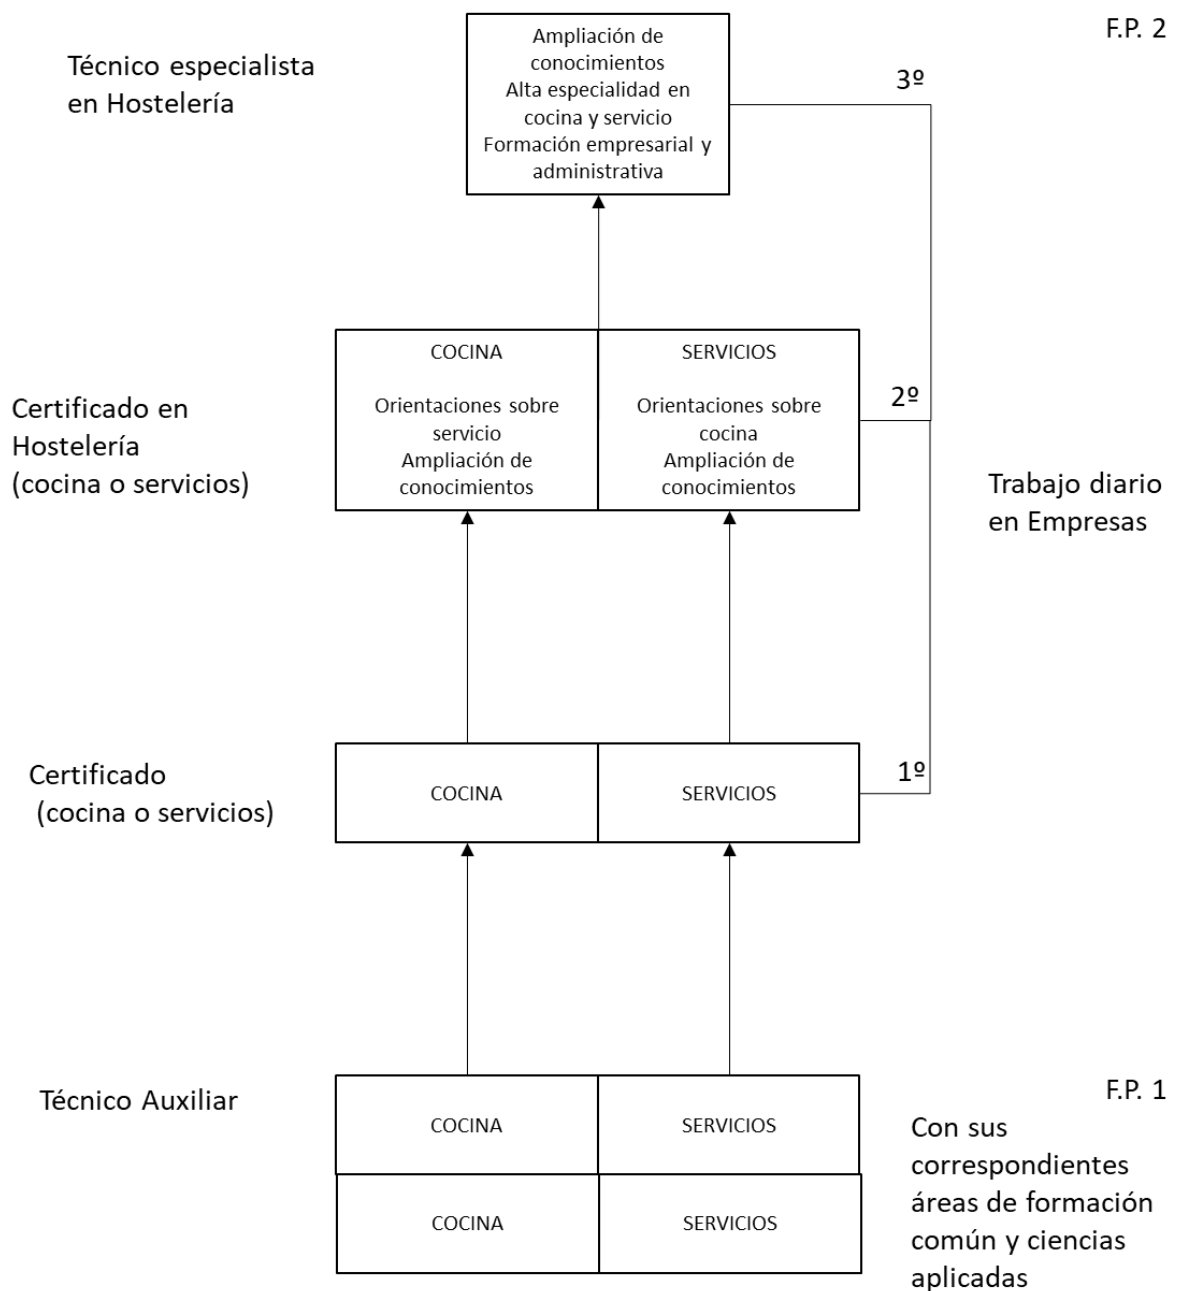 F.P. 2
Técnico especialista
en Hostelería
Ampliación de
conocimientos
Alta especialidad en
cocina y servicio
Formación empresarial y
administrativa
3º
Certificado en
Hostelería
(cocina o servicios)
COCINA
Orientaciones sobre
servicio
Ampliación de
conocimientos
SERVICIOS
Orientaciones sobre
cocina
Ampliación de
conocimientos
2º
Trabajo diario
en Empresas
Certificado
(cocina o servicios)
COCINA
SERVICIOS
1º
Técnico Auxiliar
COCINA
SERVICIOS
COCINA
SERVICIOS
F.P. 1
Con sus
correspondientes
áreas de formación
común y ciencias
aplicadas